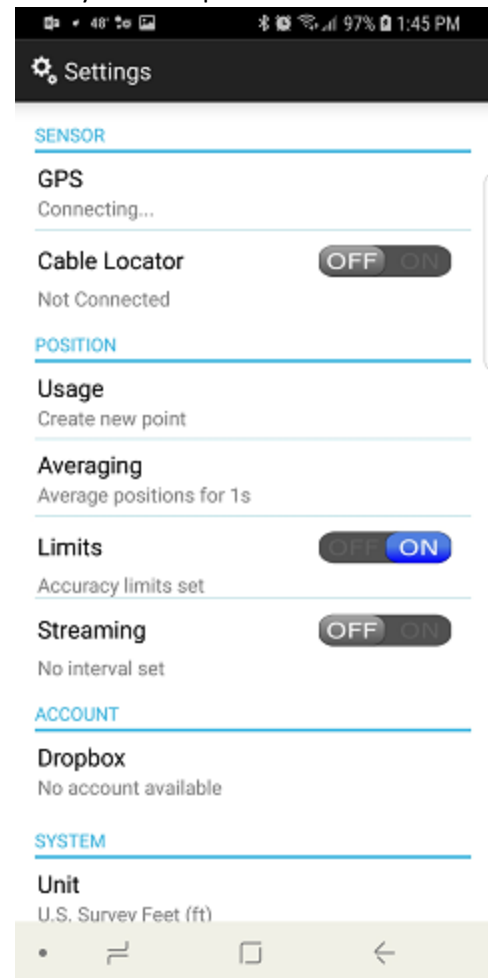 48° 97% 1:45 PM
Settings
SENSOR
GPS
Connecting...
Cable Locator OFF ON
Not Connected
POSITION
Usage
Create new point
Averaging
Average positions for 1s
Limits OFF ON
Accuracy limits set
Streaming OFF ON
No interval set
ACCOUNT
Dropbox
No account available
SYSTEM
Unit
U.S. Survey Feet (ft)